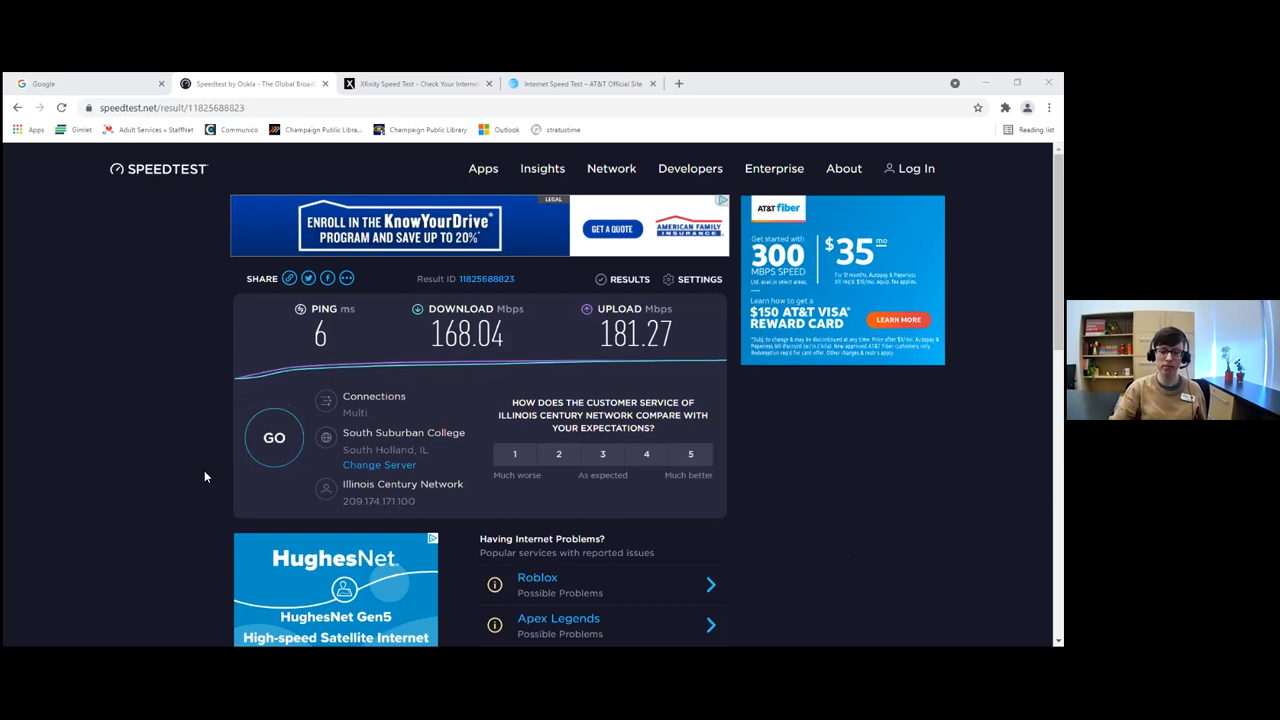 Google
Speedtest by Ookla - The Global Broad
Xfinity Speed Test - Check Your Internet
Internet Speed Test – AT&T Official Site
speedtest.net/result/11825688823
Apps
Gimlet
Adult Services » StaffNet
Communico
Champaign Public Libra...
Champaign Public Library
Outlook
stratustime
Reading list
SPEEDTEST
Apps
Insights
Network
Developers
Enterprise
About
Log In
LEGAL
ENROLL IN THE KnowYourDrive®
PROGRAM AND SAVE UP TO 20%*
GET A QUOTE
AMERICAN FAMILY
INSURANCE
AT&T fiber
Get started with
300
MBPS SPEED
Ltd. avail. in select areas.
$35 mo
For 12 months. Autopay & Paperless
bill req'd. $10/mo. equip. fee applies.
Learn how to get a
$150 AT&T VISA®
REWARD CARD
LEARN MORE
SHARE
Result ID 11825688823
RESULTS
SETTINGS
PING ms
6
DOWNLOAD Mbps
168.04
UPLOAD Mbps
181.27
GO
Connections
Multi
South Suburban College
South Holland, IL
Change Server
Illinois Century Network
209.174.171.100
HOW DOES THE CUSTOMER SERVICE OF
ILLINOIS CENTURY NETWORK COMPARE WITH
YOUR EXPECTATIONS?
1 2 3 4 5
Much worse As expected Much better
HughesNet.
HughesNet Gen5
High-speed Satellite Internet
Having Internet Problems?
Popular services with reported issues
Roblox
Possible Problems
Apex Legends
Possible Problems